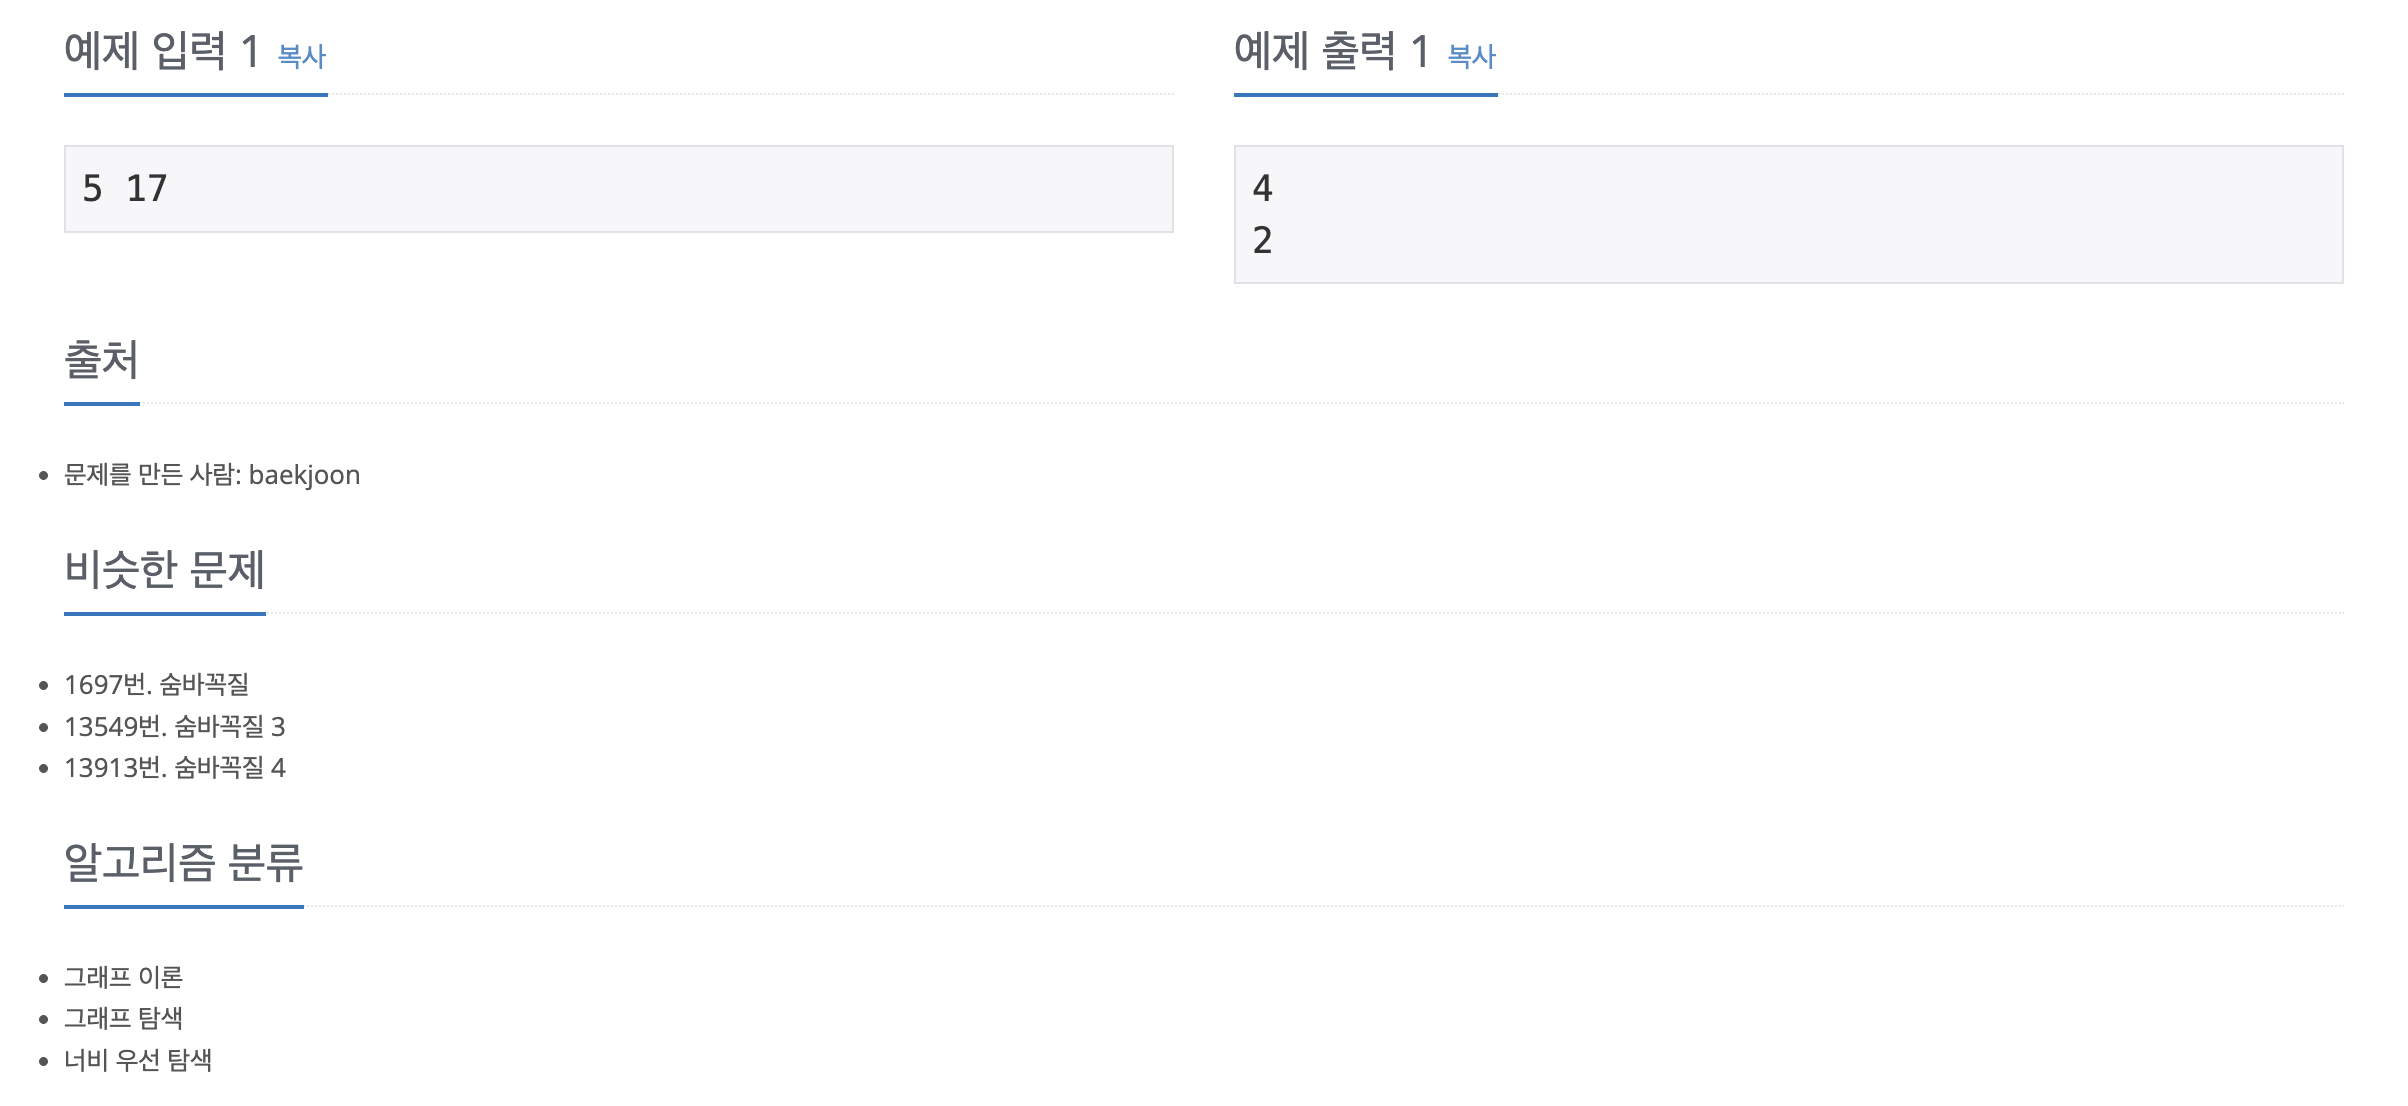 예제 입력 1 복사
5 17
예제 출력 1 복사
4
2
출처
문제를 만든 사람: baekjoon
비슷한 문제
1697번. 숨바꼭질
13549번. 숨바꼭질 3
13913번. 숨바꼭질 4
알고리즘 분류
그래프 이론
그래프 탐색
너비 우선 탐색